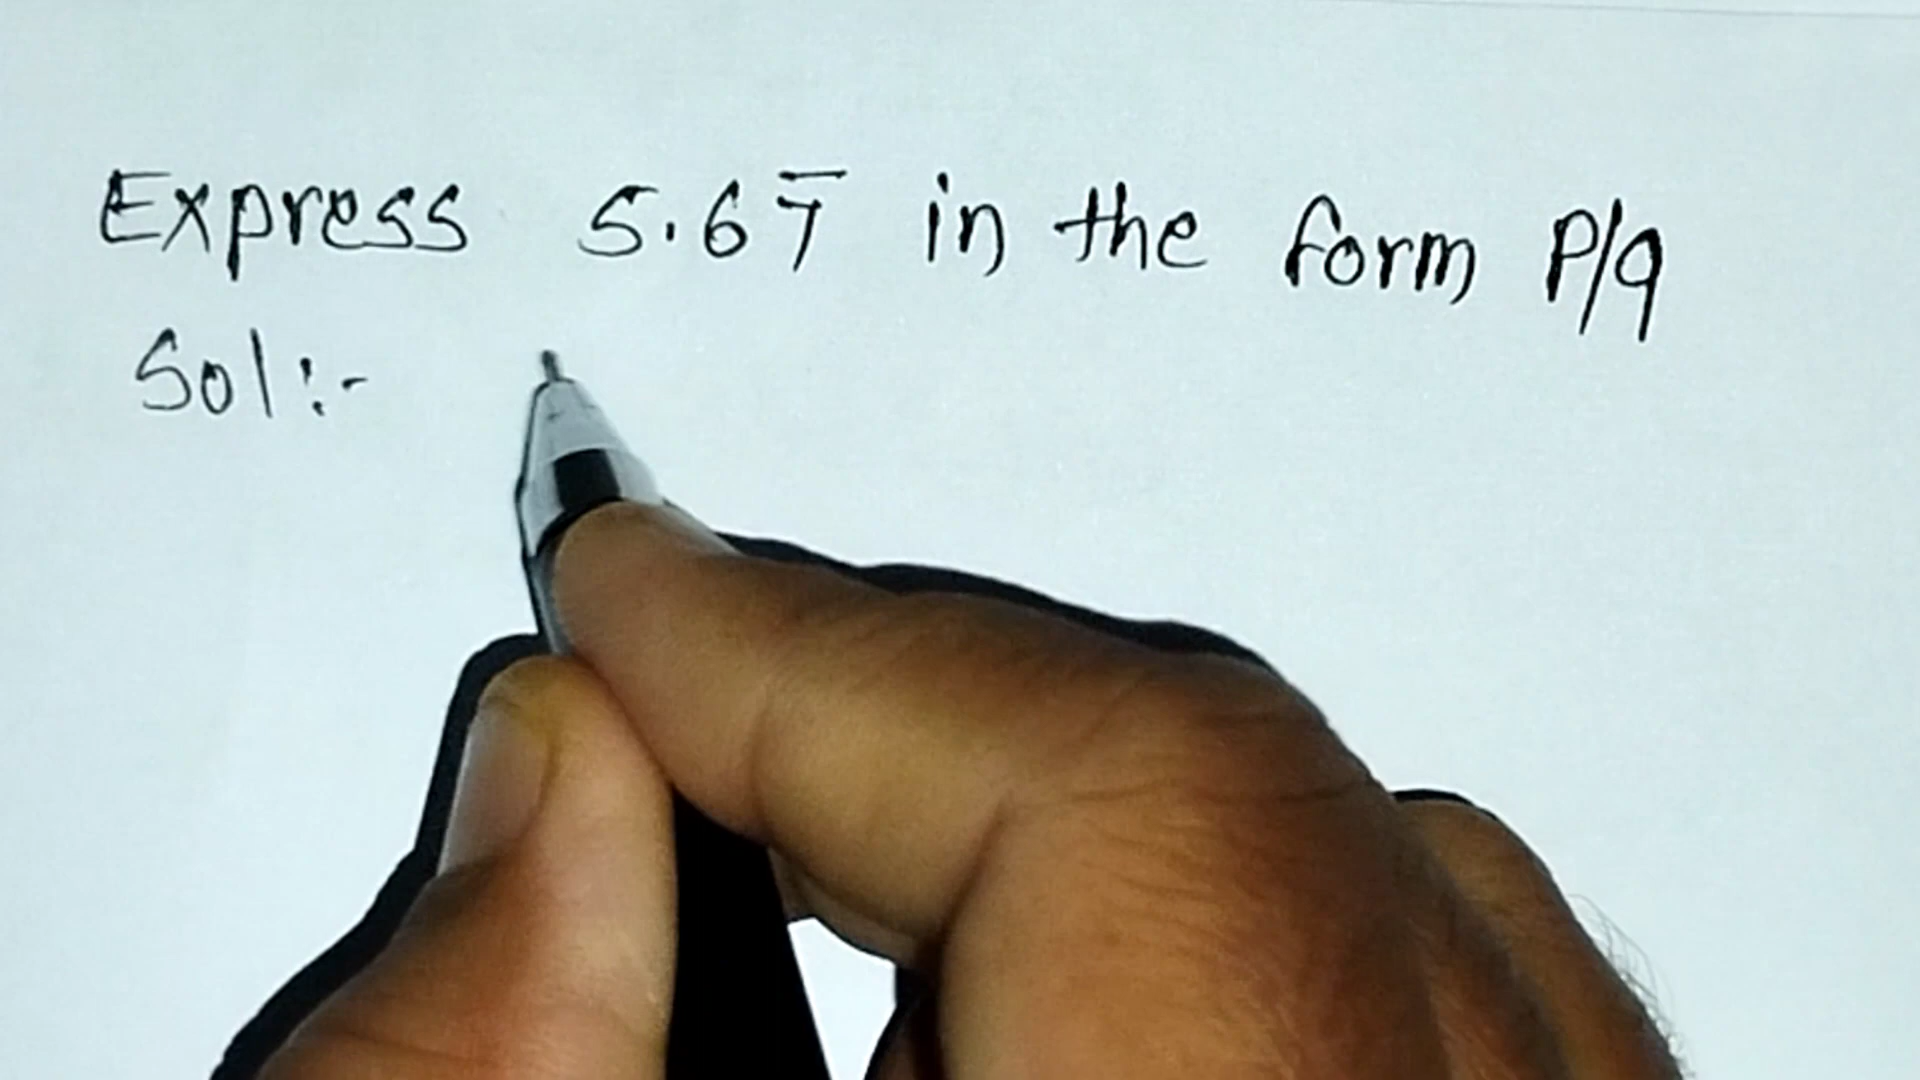 Express 5.67̅ in the form P/q
Sol:-